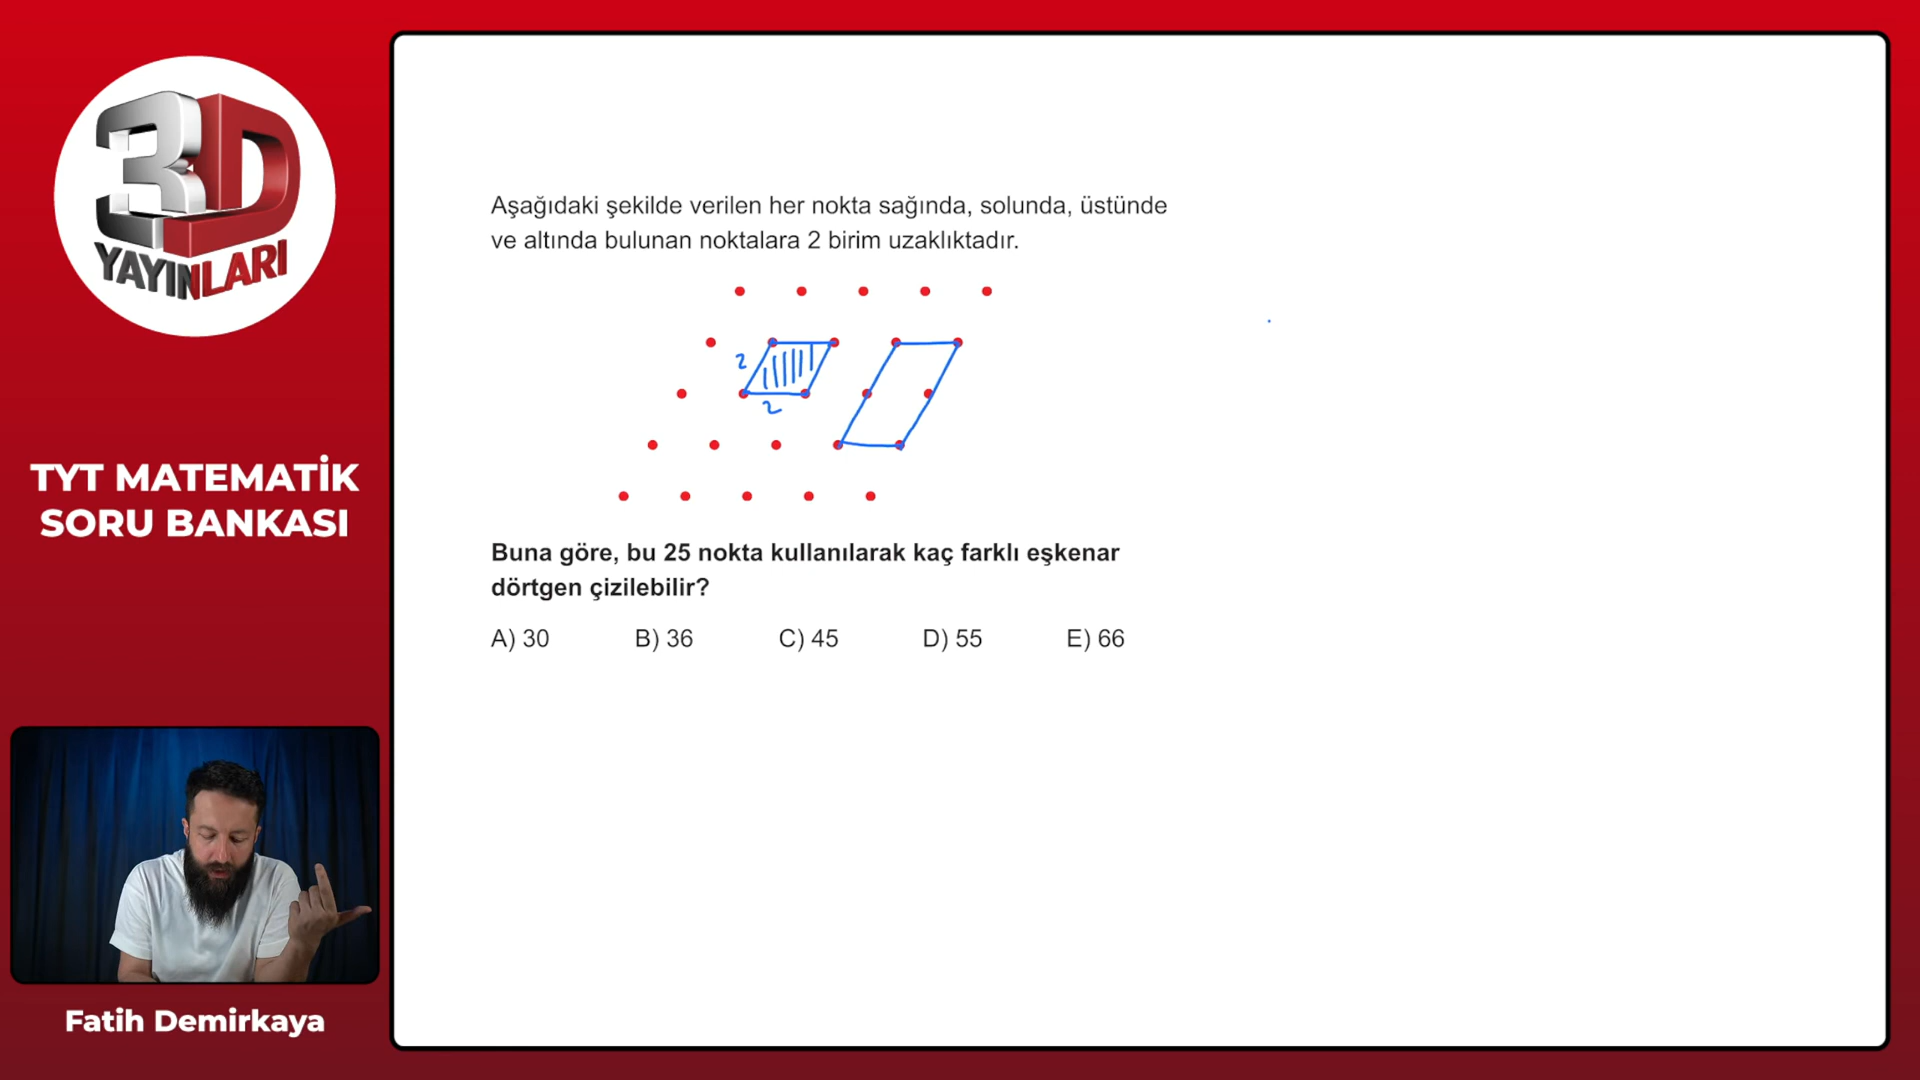 3D
YAYINLARI
TYT MATEMATİK
SORU BANKASI
Fatih Demirkaya
Aşağıdaki şekilde verilen her nokta sağında, solunda, üstünde
ve altında bulunan noktalara 2 birim uzaklıktadır.
2
2
Buna göre, bu 25 nokta kullanılarak kaç farklı eşkenar
dörtgen çizilebilir?
A) 30 B) 36 C) 45 D) 55 E) 66